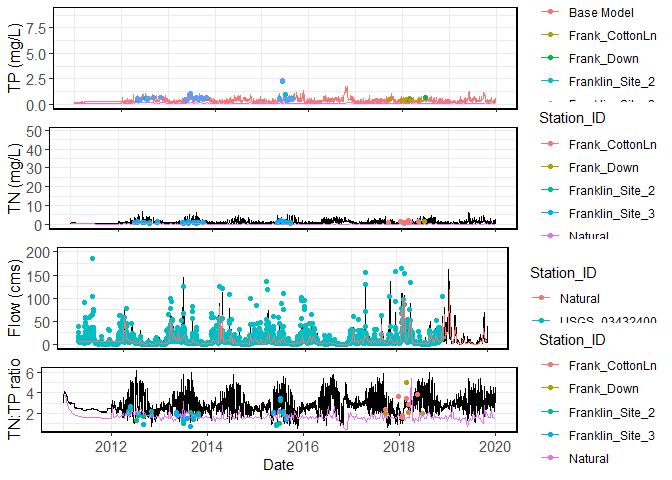 TP (mg/L)
7.5
5.0
2.5
0.0
Base Model
Frank_CottonLn
Frank_Down
Franklin_Site_2
TN (mg/L)
50
40
30
20
10
0
Station_ID
Frank_CottonLn
Frank_Down
Franklin_Site_2
Franklin_Site_3
Natural
Flow (cms)
200
150
100
50
0
Station_ID
Natural
USGS_03432400
TN:TP ratio
6
4
2
Station_ID
Frank_CottonLn
Frank_Down
Franklin_Site_2
Franklin_Site_3
Natural
2012
2014
2016
2018
2020
Date